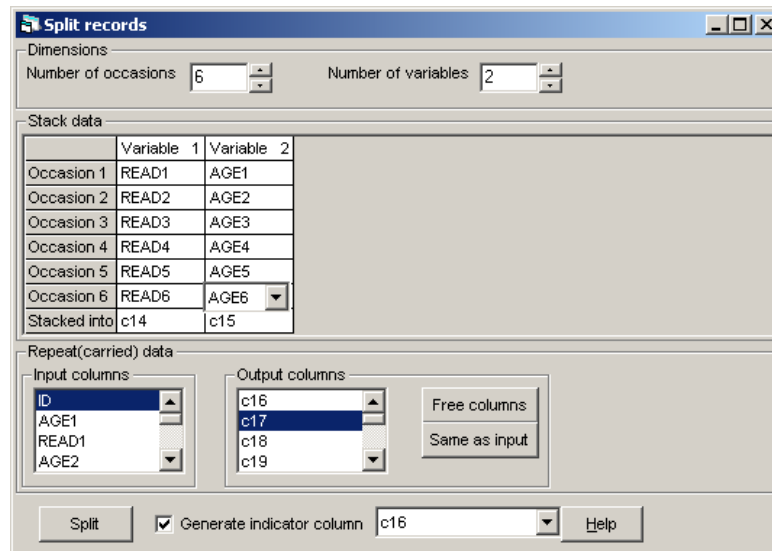 Split records
Dimensions
Number of occasions 6 Number of variables 2
Stack data
Variable 1 Variable 2
Occasion 1 READ1 AGE1
Occasion 2 READ2 AGE2
Occasion 3 READ3 AGE3
Occasion 4 READ4 AGE4
Occasion 5 READ5 AGE5
Occasion 6 READ6 AGE6
Stacked into c14 c15
Repeat(carried) data
Input columns Output columns
ID c16
AGE1 c17
READ1 c18
AGE2 c19
Free columns
Same as input
Split Generate indicator column c16 Help